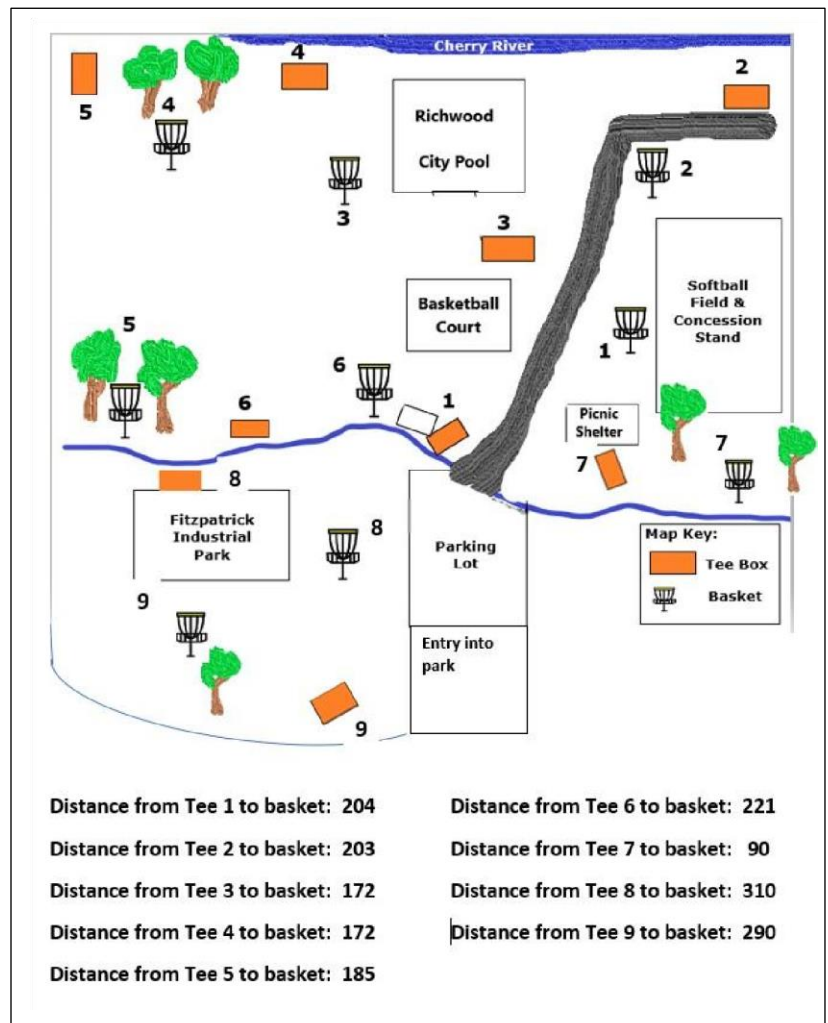 Cherry River
4
2
5
4
Richwood
City Pool
2
3
3
Basketball
Court
Softball
Field &
Concession
Stand
1
5
6
6
1
Picnic
Shelter
7
7
8
Fitzpatrick
Industrial
Park
8
Parking
Lot
Map Key:
Tee Box
Basket
9
Entry into
park
9
Distance from Tee 1 to basket: 204
Distance from Tee 2 to basket: 203
Distance from Tee 3 to basket: 172
Distance from Tee 4 to basket: 172
Distance from Tee 5 to basket: 185
Distance from Tee 6 to basket: 221
Distance from Tee 7 to basket: 90
Distance from Tee 8 to basket: 310
Distance from Tee 9 to basket: 290